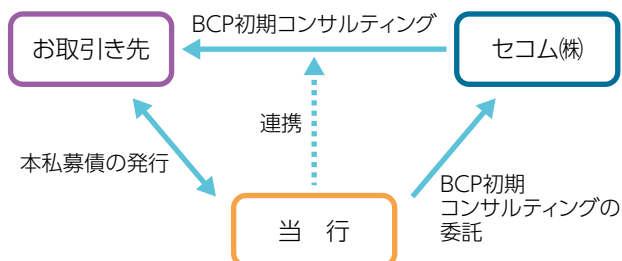 BCP初期コンサルティング
お取引き先
セコム㈱
連携
本私募債の発行
BCP初期
コンサルティングの
委託
当　行